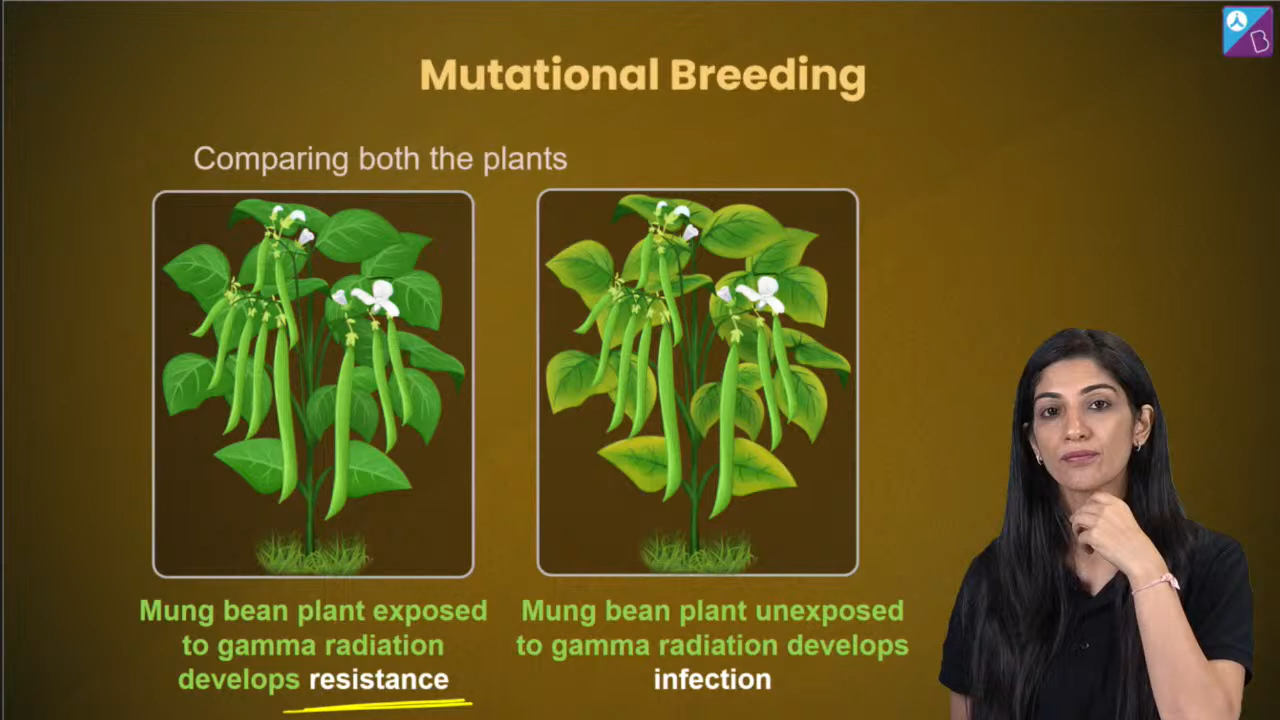 Mutational Breeding
Comparing both the plants
Mung bean plant exposed
to gamma radiation
develops resistance
Mung bean plant unexposed
to gamma radiation develops
infection
B